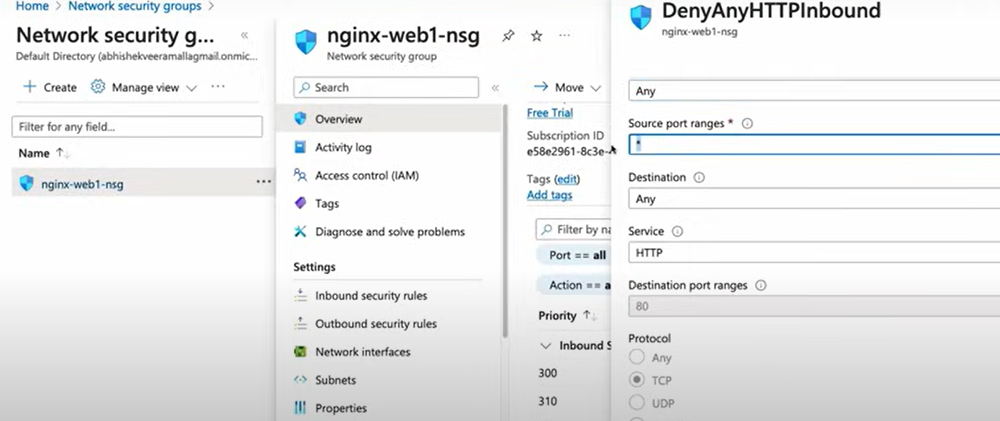 Home > Network security groups >
Network security g... «
Default Directory (abhishekveeramallagmail.onmic...
+ Create Manage view ...
Filter for any field...
Name ↑↓
nginx-web1-nsg ...
nginx-web1-nsg ...
Network security group
Search «
Overview
Activity log
Access control (IAM)
Tags
Diagnose and solve problems
Settings
Inbound security rules
Outbound security rules
Network interfaces
Subnets
Properties
→ Move
Free Trial
Subscription ID
e58e2961-8c3e-
Tags (edit)
Add tags
Filter by na
Port == all
Action == a
Priority ↑↓
Inbound S
300
310
DenyAnyHTTPInbound
nginx-web1-nsg
Any
Source port ranges *
*
Destination
Any
Service
HTTP
Destination port ranges
80
Protocol
Any
TCP
UDP